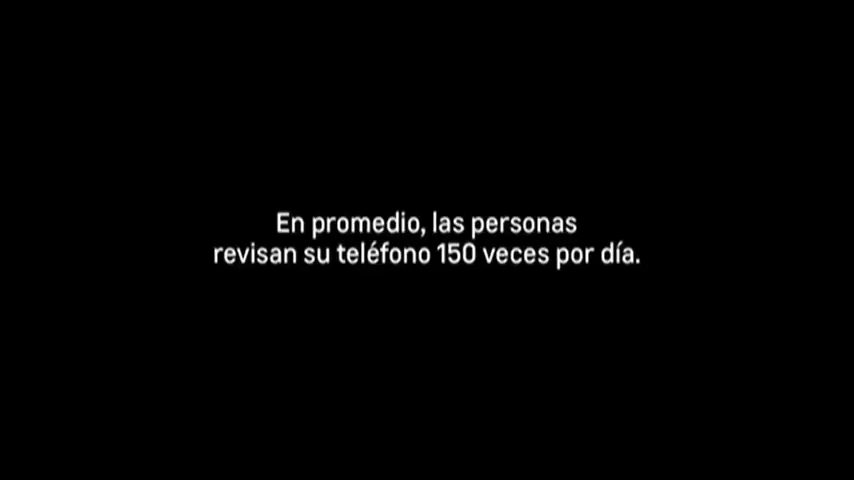 En promedio, las personas
revisan su teléfono 150 veces por día.